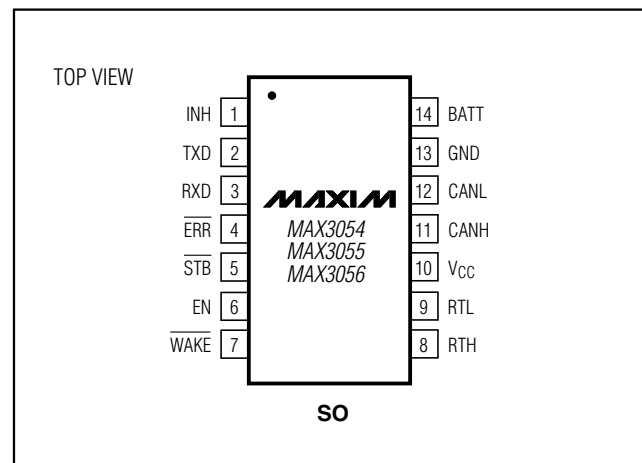 TOP VIEW
INH 1
TXD 2
RXD 3
ERR 4
STB 5
EN 6
WAKE 7
MAXIM
MAX3054
MAX3055
MAX3056
14 BATT
13 GND
12 CANL
11 CANH
10 VCC
9 RTL
8 RTH
SO